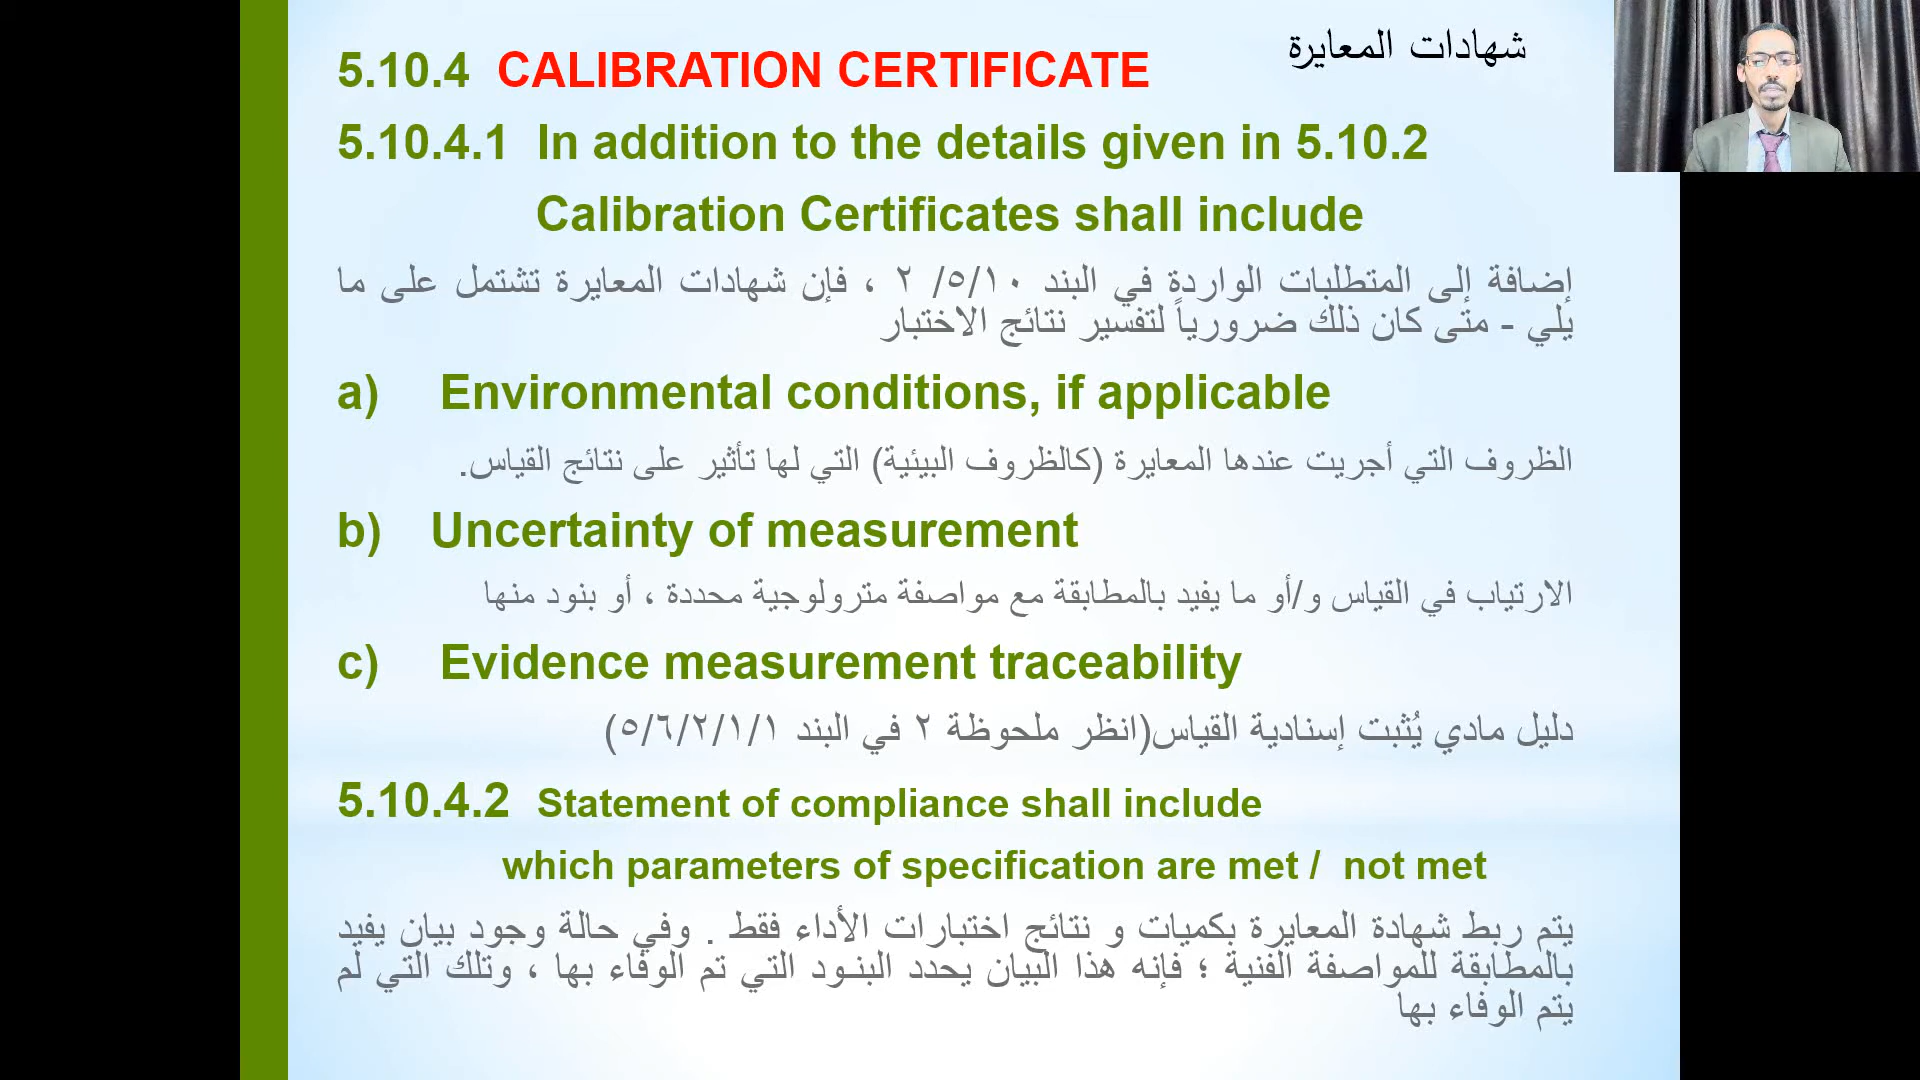 شهادات المعايرة
5.10.4 CALIBRATION CERTIFICATE
5.10.4.1 In addition to the details given in 5.10.2
Calibration Certificates shall include
إضافة إلى المتطلبات الواردة في البند ٥/١٠/ ٢ ، فإن شهادات المعايرة تشتمل على ما
يلي - متى كان ذلك ضرورياً لتفسير نتائج الاختبار
a) Environmental conditions, if applicable
الظروف التي أجريت عندها المعايرة (كالظروف البيئية) التي لها تأثير على نتائج القياس.
b) Uncertainty of measurement
الارتياب في القياس و/أو ما يفيد بالمطابقة مع مواصفة مترولوجية محددة ، أو بنود منها
c) Evidence measurement traceability
دليل مادي يُثبت إسنادية القياس(انظر ملحوظة ٢ في البند ٥/٦/٢/١/١)
5.10.4.2 Statement of compliance shall include
which parameters of specification are met / not met
يتم ربط شهادة المعايرة بكميات و نتائج اختبارات الأداء فقط . وفي حالة وجود بيان يفيد
بالمطابقة للمواصفة الفنية ؛ فإنه هذا البيان يحدد البنـود التي تم الوفاء بها ، وتلك التي لم
يتم الوفاء بها